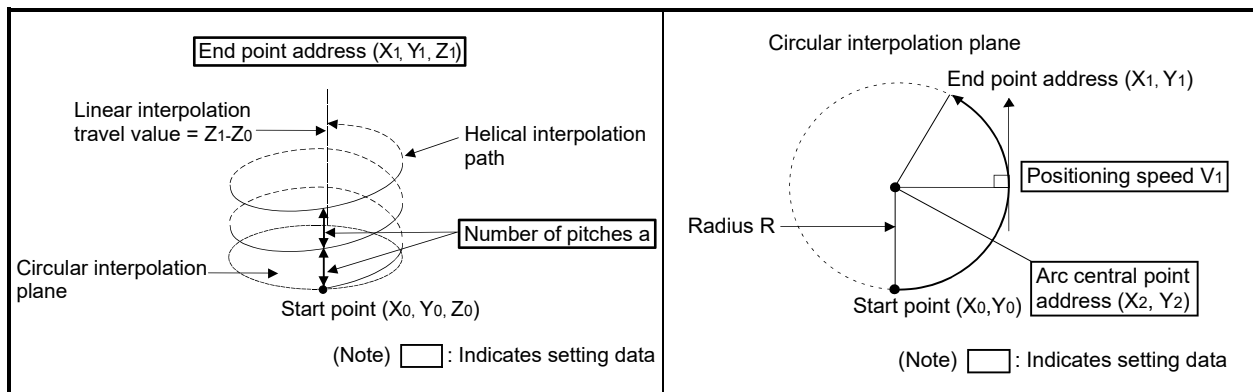 End point address (X1, Y1, Z1)
Linear interpolation
travel value = Z1-Z0
Helical interpolation
path
Number of pitches a
Circular interpolation
plane
Start point (X0, Y0, Z0)
(Note) : Indicates setting data
Circular interpolation plane
End point address (X1, Y1)
Positioning speed V1
Radius R
Arc central point
address (X2, Y2)
Start point (X0,Y0)
(Note) : Indicates setting data